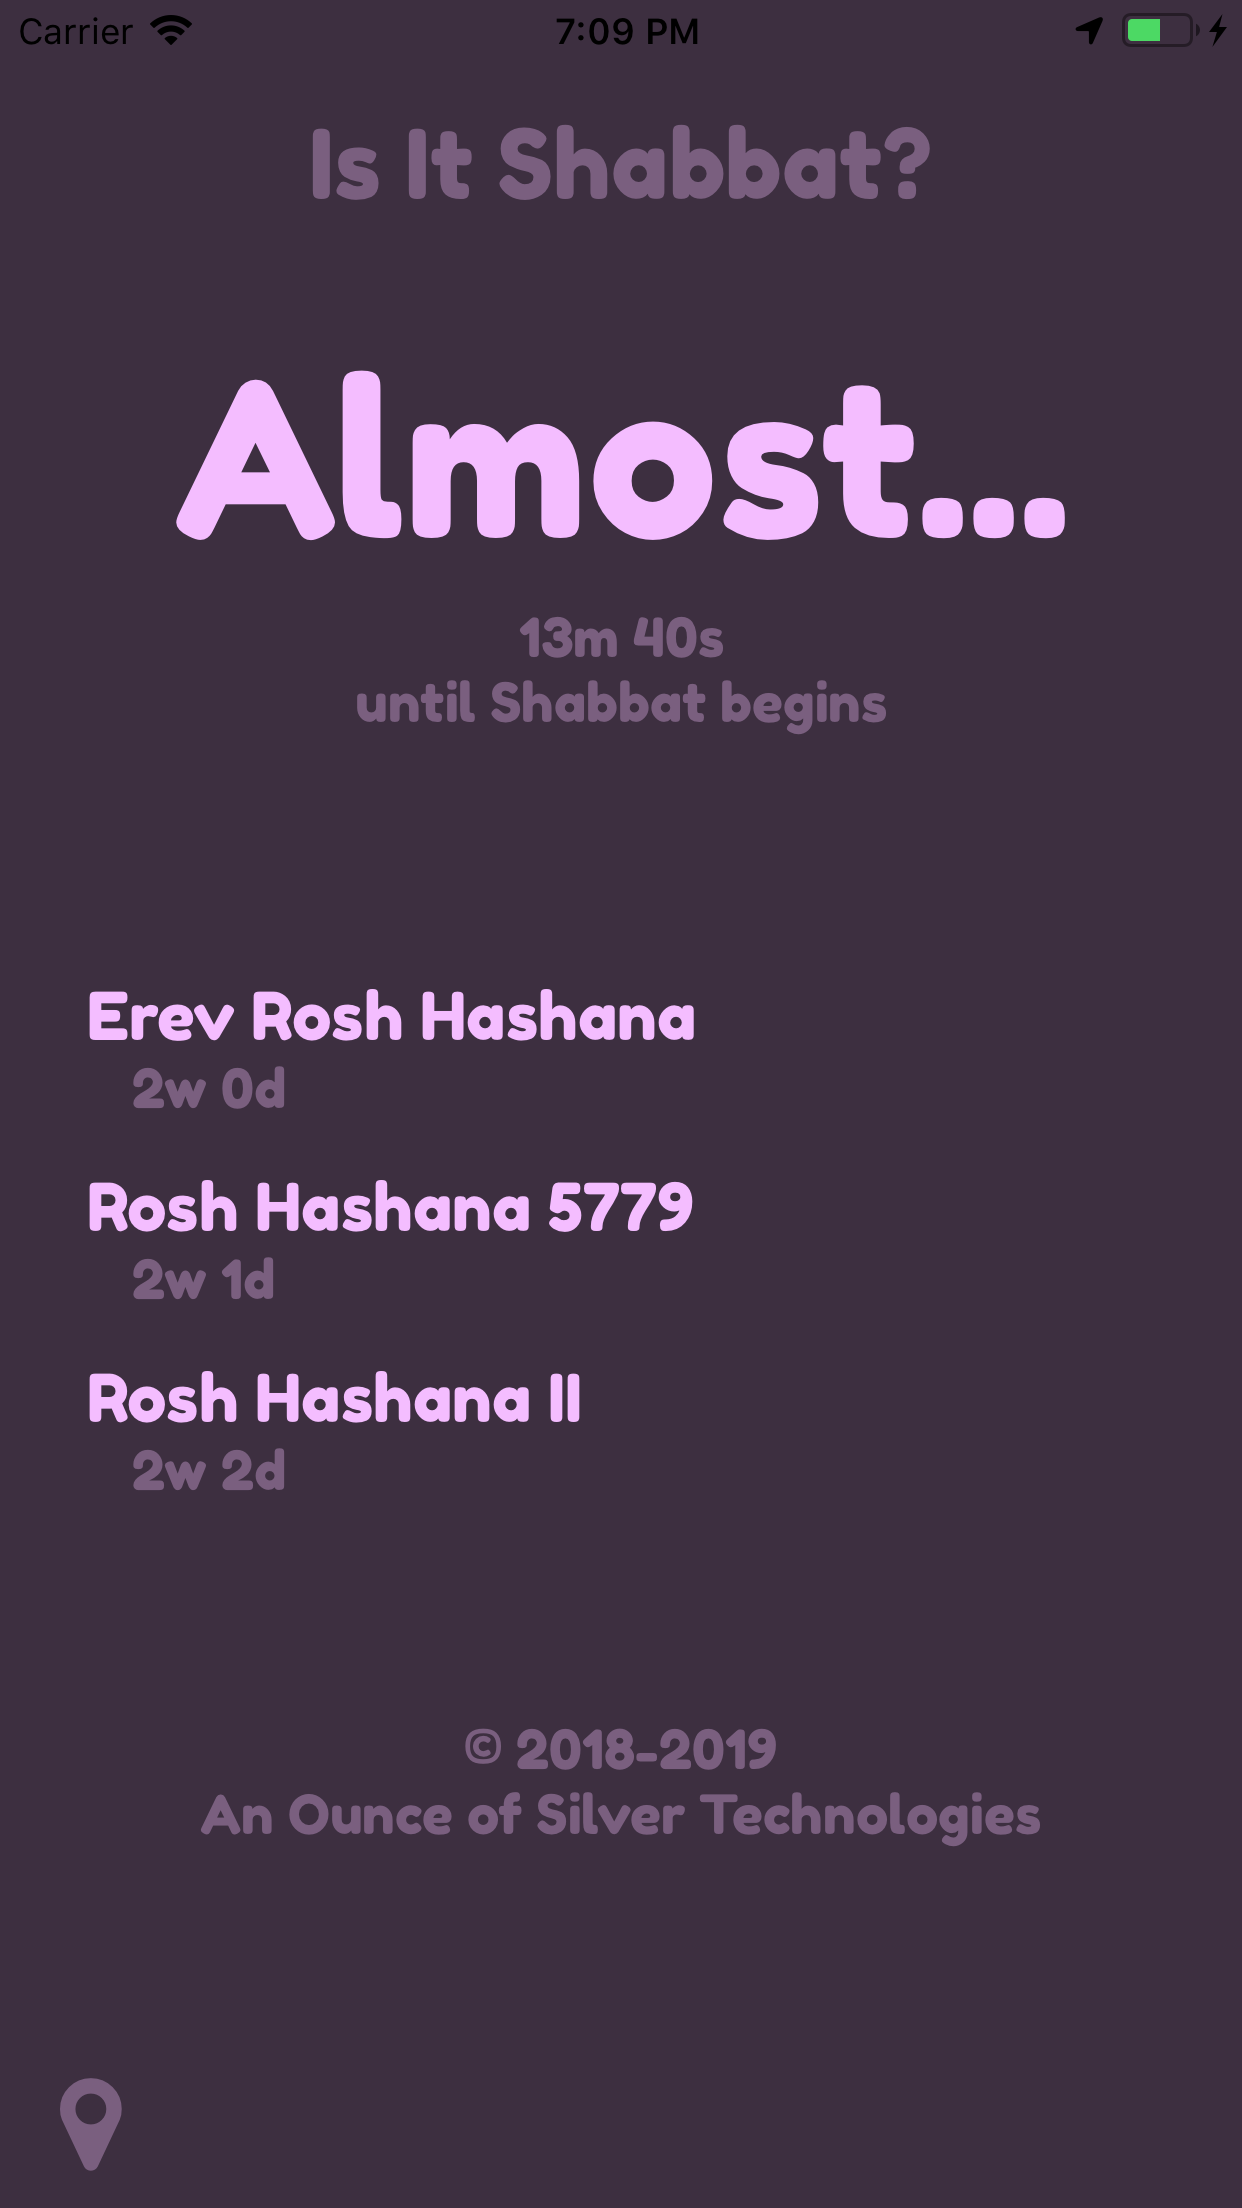 Carrier 7:09 PM
Is It Shabbat?
Almost...
13m 40s
until Shabbat begins
Erev Rosh Hashana
2w 0d
Rosh Hashana 5779
2w 1d
Rosh Hashana II
2w 2d
© 2018-2019
An Ounce of Silver Technologies